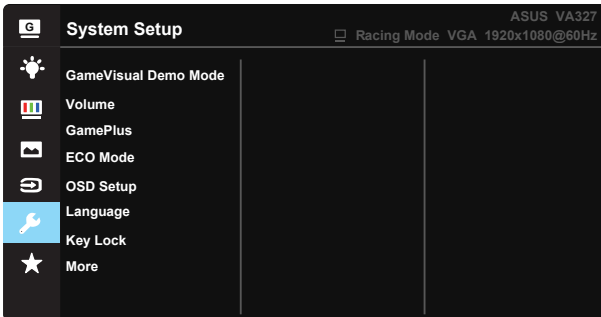 G
System Setup
ASUS VA327
Racing Mode VGA 1920x1080@60Hz
GameVisual Demo Mode
Volume
GamePlus
ECO Mode
OSD Setup
Language
Key Lock
More